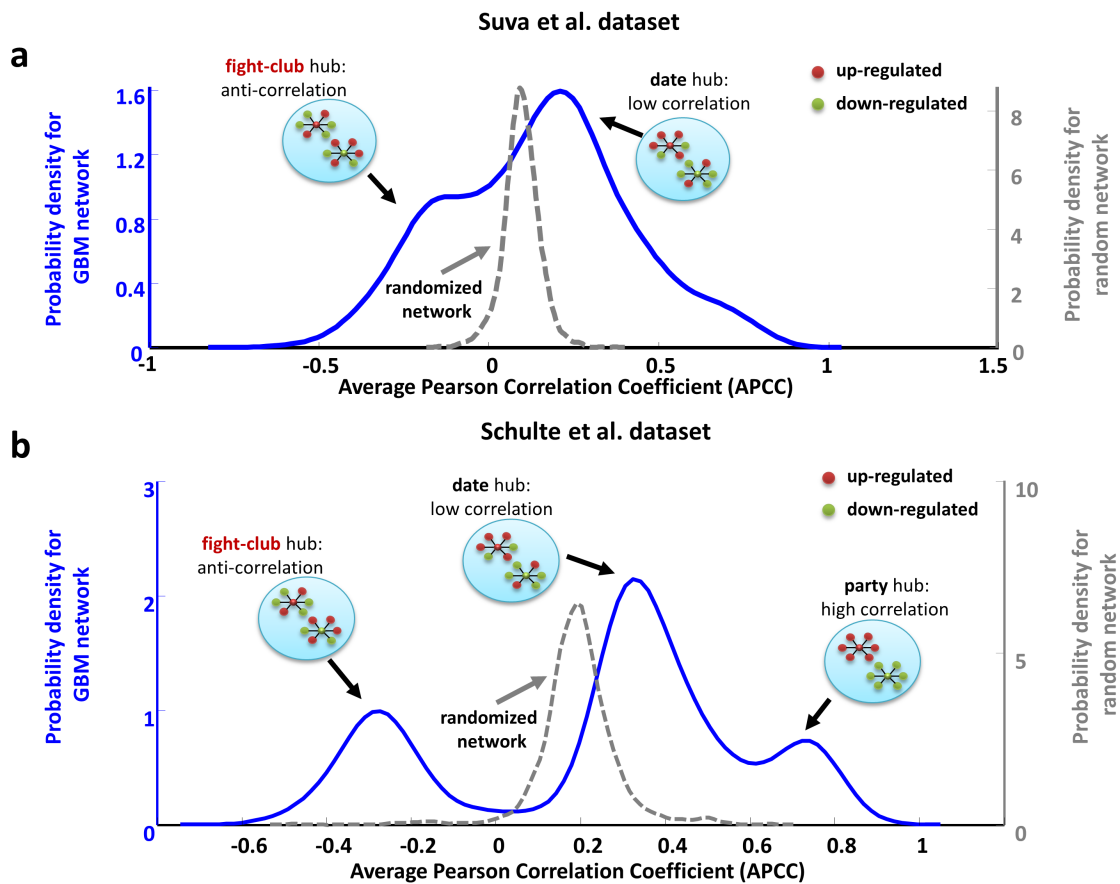 Suva et al. dataset
a
fight-club hub:
anti-correlation
date hub:
low correlation
up-regulated
down-regulated
Probability density for
GBM network
1.6
1.2
0.8
0.4
0
randomized
network
8
6
4
2
0
Probability density for
random network
-1
-0.5
0
0.5
1
1.5
Average Pearson Correlation Coefficient (APCC)
b
Schulte et al. dataset
date hub:
low correlation
up-regulated
down-regulated
fight-club hub:
anti-correlation
party hub:
high correlation
Probability density for
GBM network
3
2
1
0
randomized
network
10
5
0
Probability density for
random network
-0.6
-0.4
-0.2
0
0.2
0.4
0.6
0.8
1
Average Pearson Correlation Coefficient (APCC)